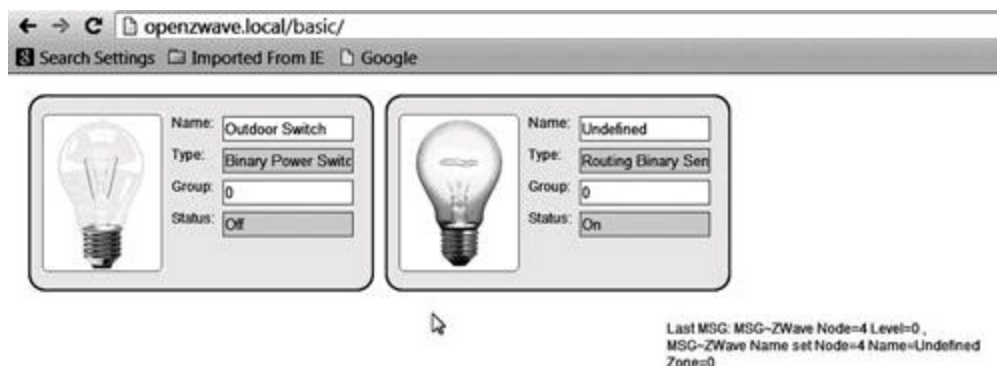 openzwave.local/basic/
Search Settings Imported From IE Google
Name: Outdoor Switch
Type: Binary Power Switc
Group: 0
Status: Off
Name: Undefined
Type: Routing Binary Sen
Group: 0
Status: On
Last MSG: MSG~ZWave Node=4 Level=0 ,
MSG~ZWave Name set Node=4 Name=Undefined
Zone=0